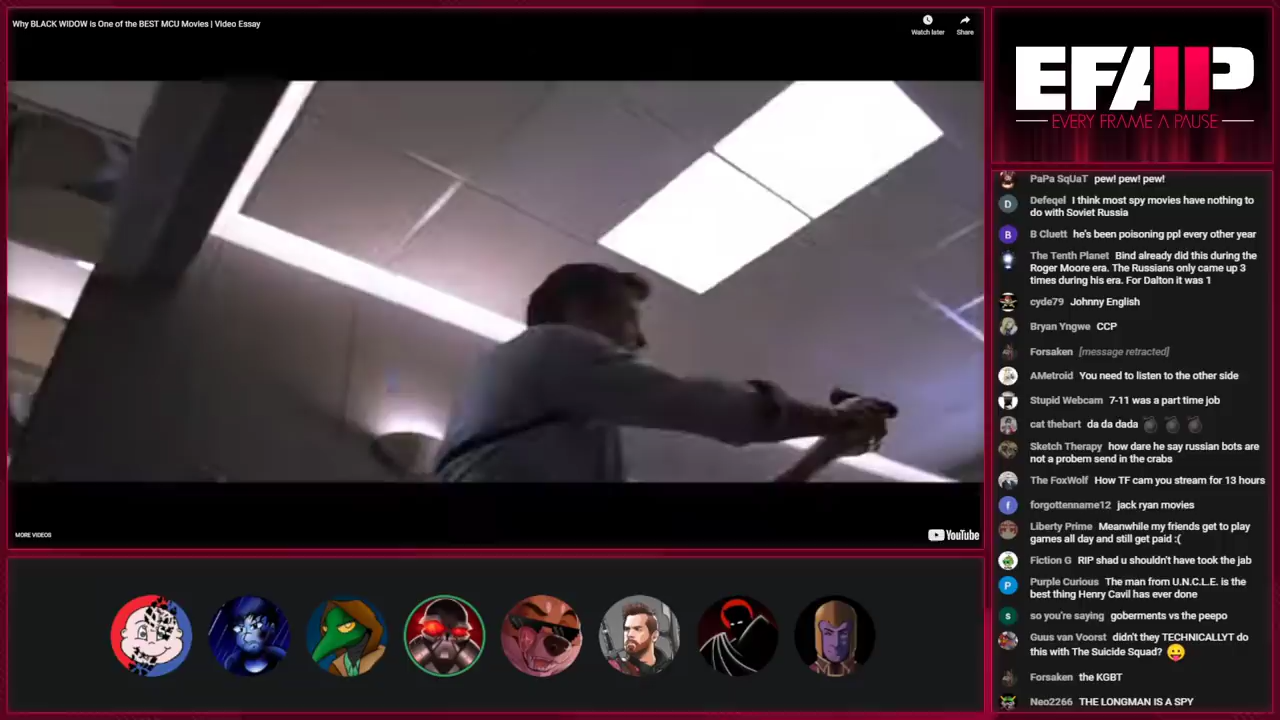 Why BLACK WIDOW is One of the BEST MCU Movies | Video Essay
Watch later
Share
MORE VIDEOS
YouTube
EFAP
EVERY FRAME A PAUSE
PaPa SqUaT pew! pew! pew!
D
Defeqel I think most spy movies have nothing to
do with Soviet Russia
B
B Cluett he's been poisoning ppl every other year
The Tenth Planet Bind already did this during the
Roger Moore era. The Russians only came up 3
times during his era. For Dalton it was 1
cyde79 Johnny English
Bryan Yngwe CCP
Forsaken [message retracted]
AMetroid You need to listen to the other side
Stupid Webcam 7-11 was a part time job
cat thebart da da dada 💣 💣 💣
Sketch Therapy how dare he say russian bots are
not a probem send in the crabs
The FoxWolf How TF cam you stream for 13 hours
f
forgottenname12 jack ryan movies
Liberty Prime Meanwhile my friends get to play
games all day and still get paid :(
Fiction G RIP shad u shouldn't have took the jab
P
Purple Curious The man from U.N.C.L.E. is the
best thing Henry Cavil has ever done
s
so you're saying goberments vs the peepo
Guus van Voorst didn't they TECHNICALLYT do
this with The Suicide Squad? 😛
Forsaken the KGBT
Neo2266 THE LONGMAN IS A SPY